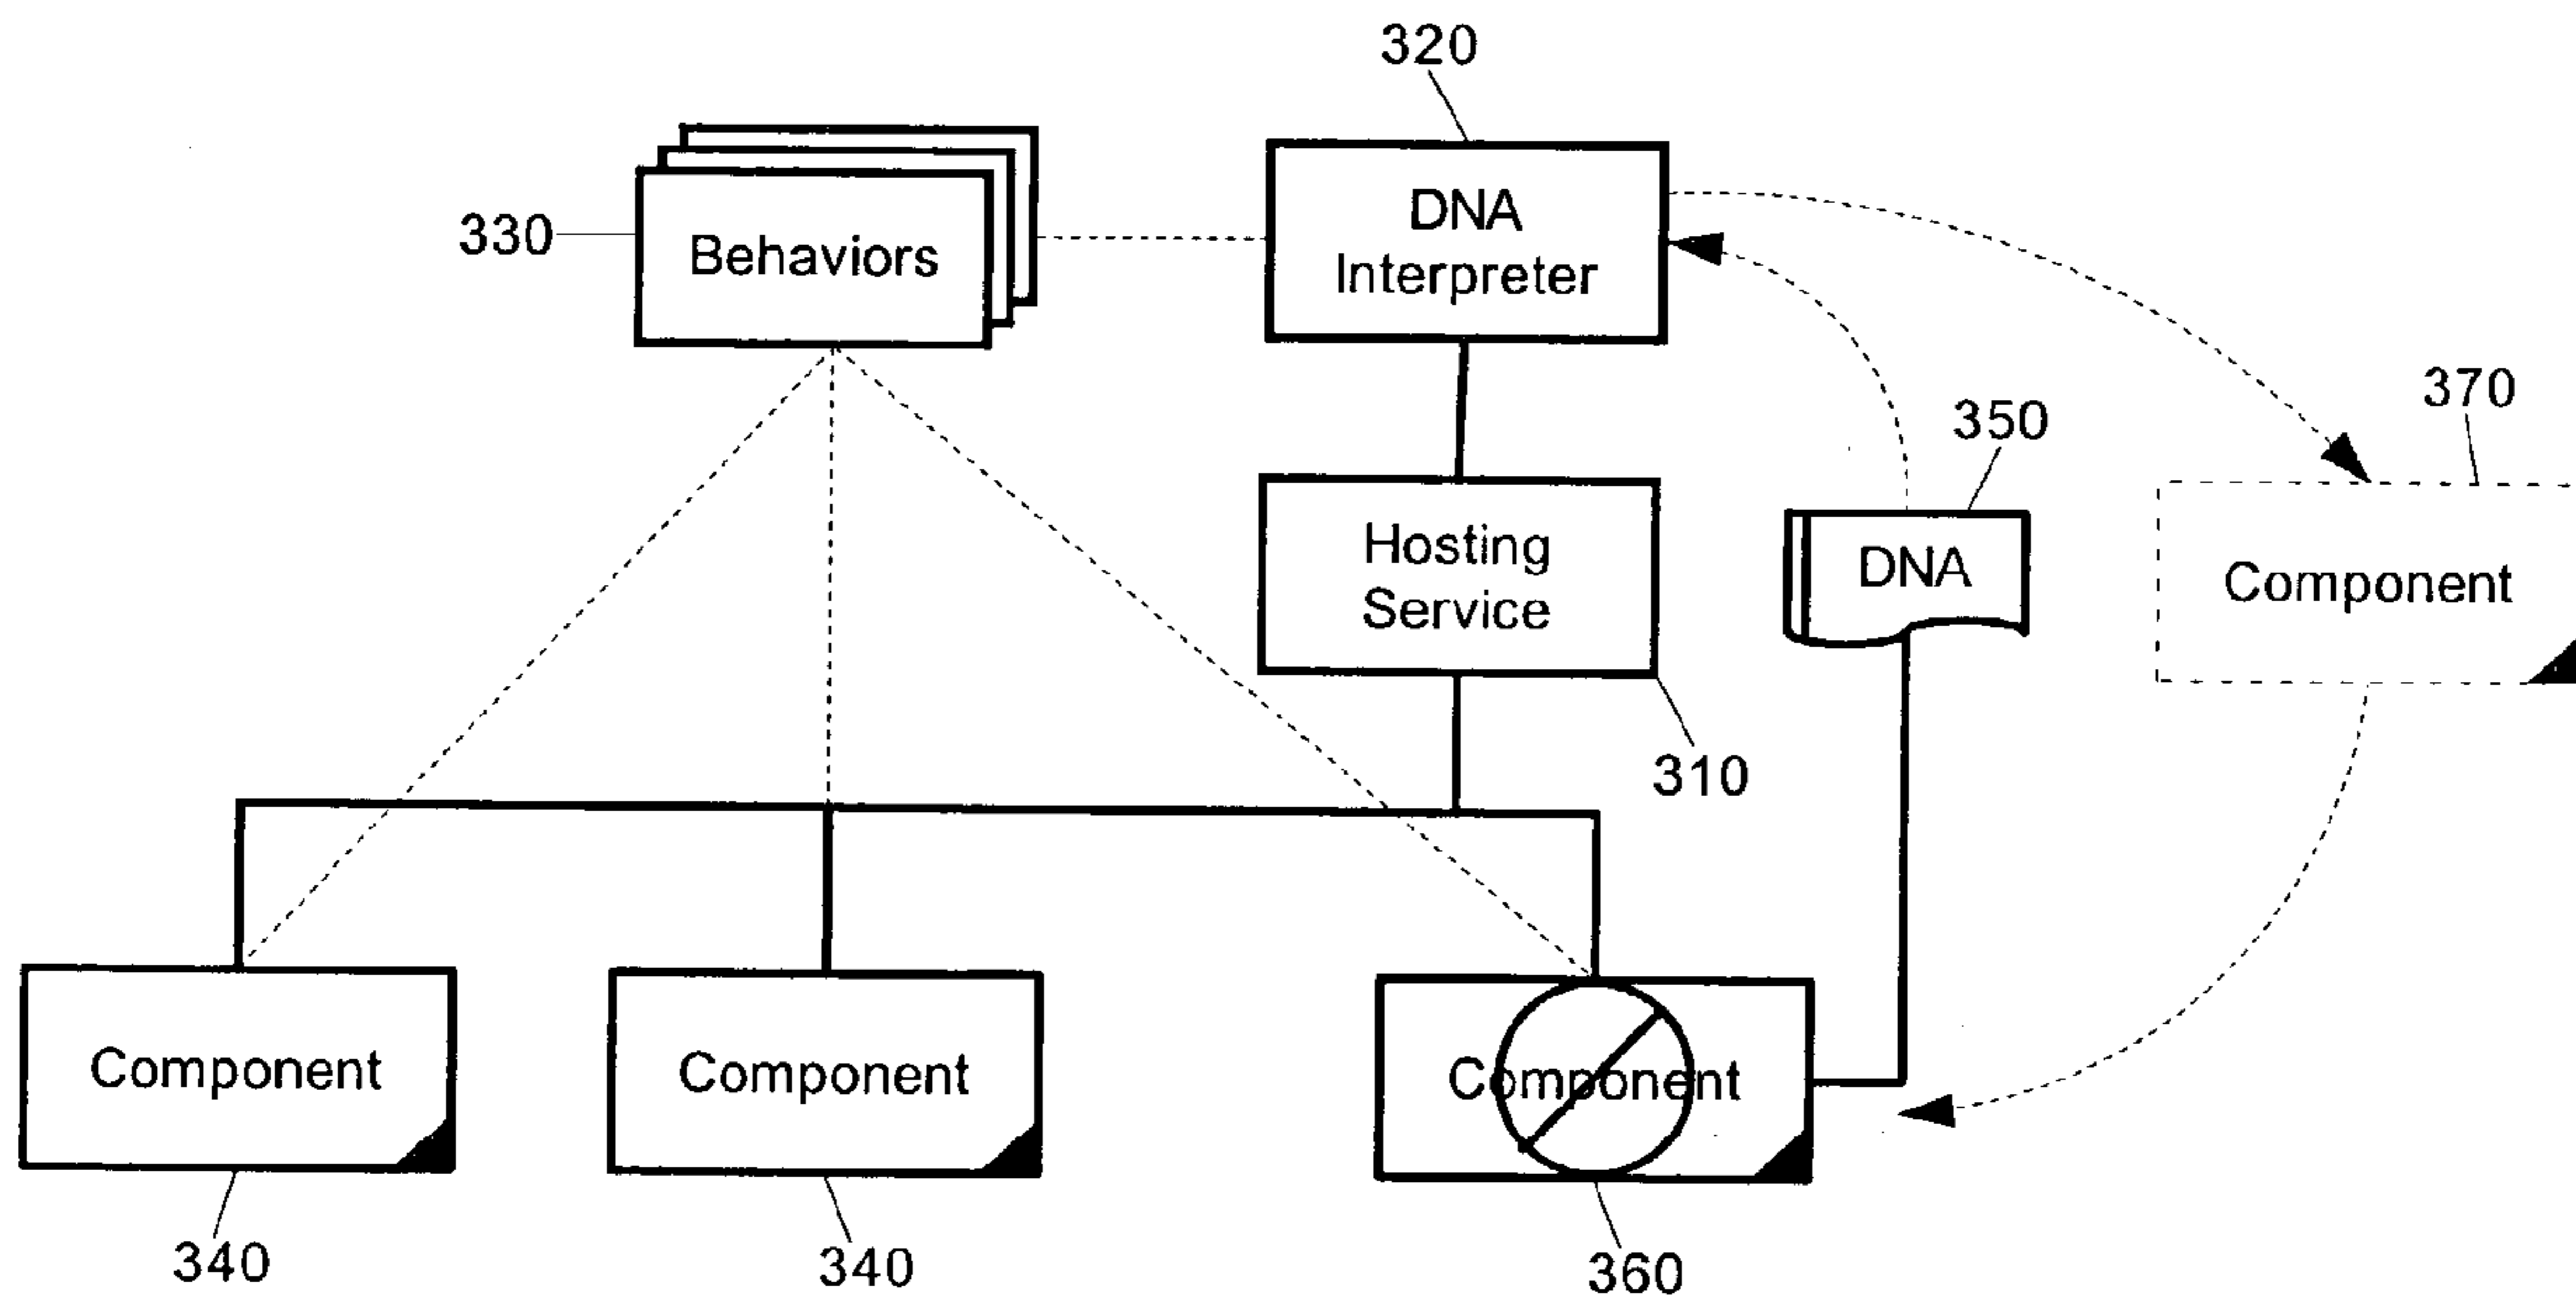 320
330
Behaviors
DNA
Interpreter
370
350
Hosting
Service
DNA
Component
310
Component
Component
Component
340
340
360